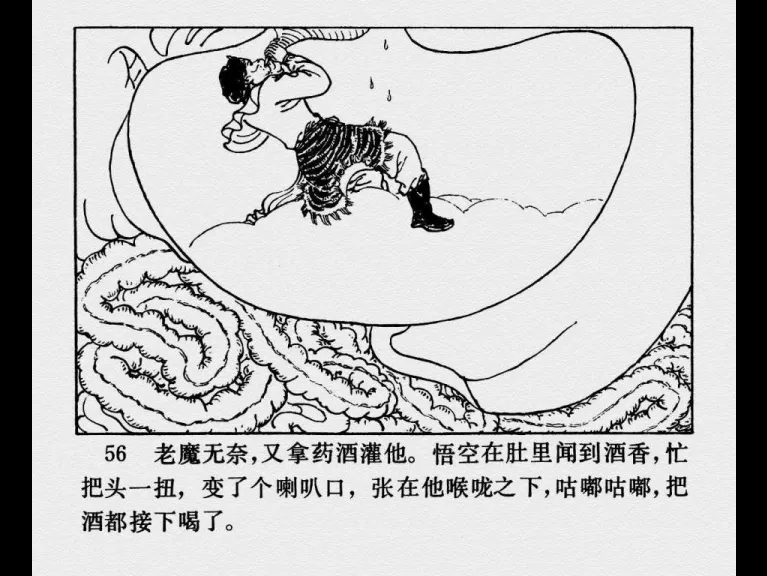 56 老魔无奈,又拿药酒灌他。悟空在肚里闻到酒香,忙
把头一扭,变了个喇叭口,张在他喉咙之下,咕嘟咕嘟,把
酒都接下喝了。